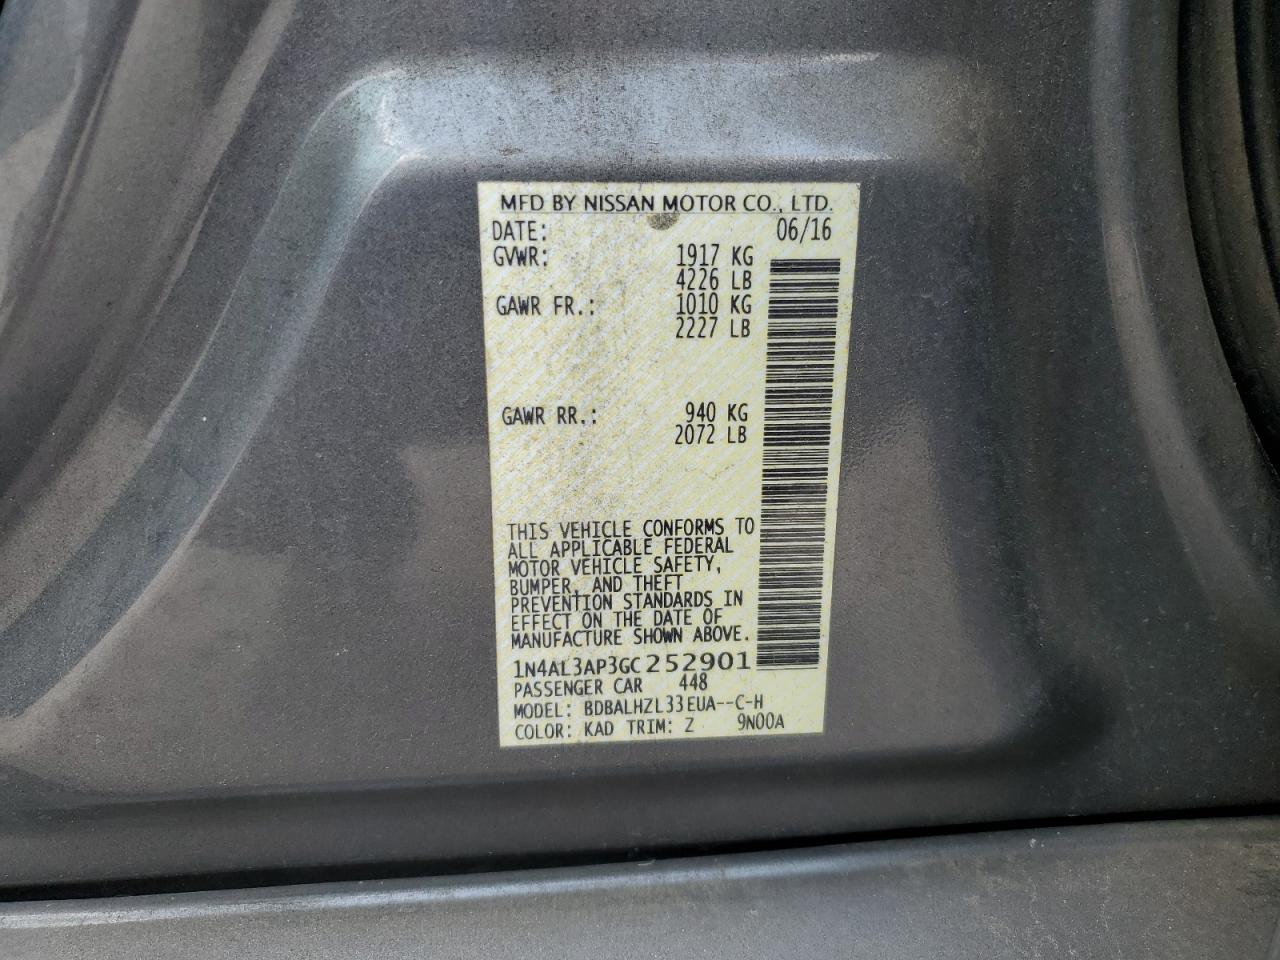 MFD BY NISSAN MOTOR CO., LTD.
DATE: 06/16
GVWR: 1917 KG
4226 LB
GAWR FR.: 1010 KG
2227 LB
GAWR RR.: 940 KG
2072 LB
THIS VEHICLE CONFORMS TO
ALL APPLICABLE FEDERAL
MOTOR VEHICLE SAFETY,
BUMPER, AND THEFT
PREVENTION STANDARDS IN
EFFECT ON THE DATE OF
MANUFACTURE SHOWN ABOVE.
1N4AL3AP3GC252901
PASSENGER CAR 448
MODEL: BDBALHZL33EUA--C-H
COLOR: KAD TRIM: Z 9N00A